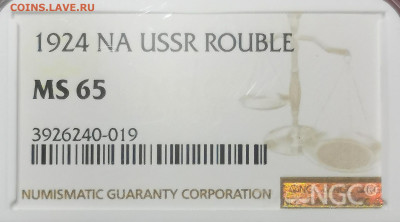 COINS.LAVE.RU
1924 NA USSR ROUBLE
MS 65
3926240-019
NUMISMATIC GUARANTY CORPORATION
NGC